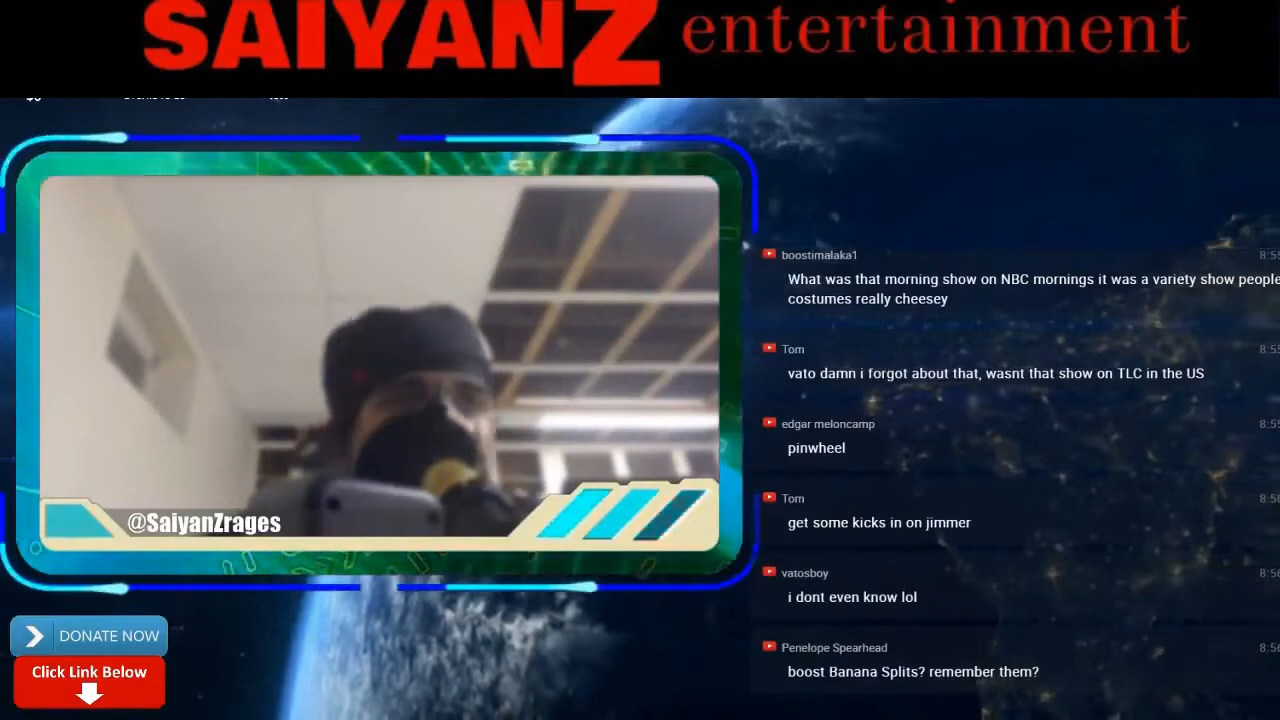 SAIYANZ entertainment
boostimalaka1
What was that morning show on NBC mornings it was a variety show people
costumes really cheesey
Tom
vato damn i forgot about that, wasnt that show on TLC in the US
edgar meloncamp
pinwheel
Tom
get some kicks in on jimmer
vatosboy
i dont even know lol
Penelope Spearhead
boost Banana Splits? remember them?
@SaiyanZrages
DONATE NOW
Click Link Below